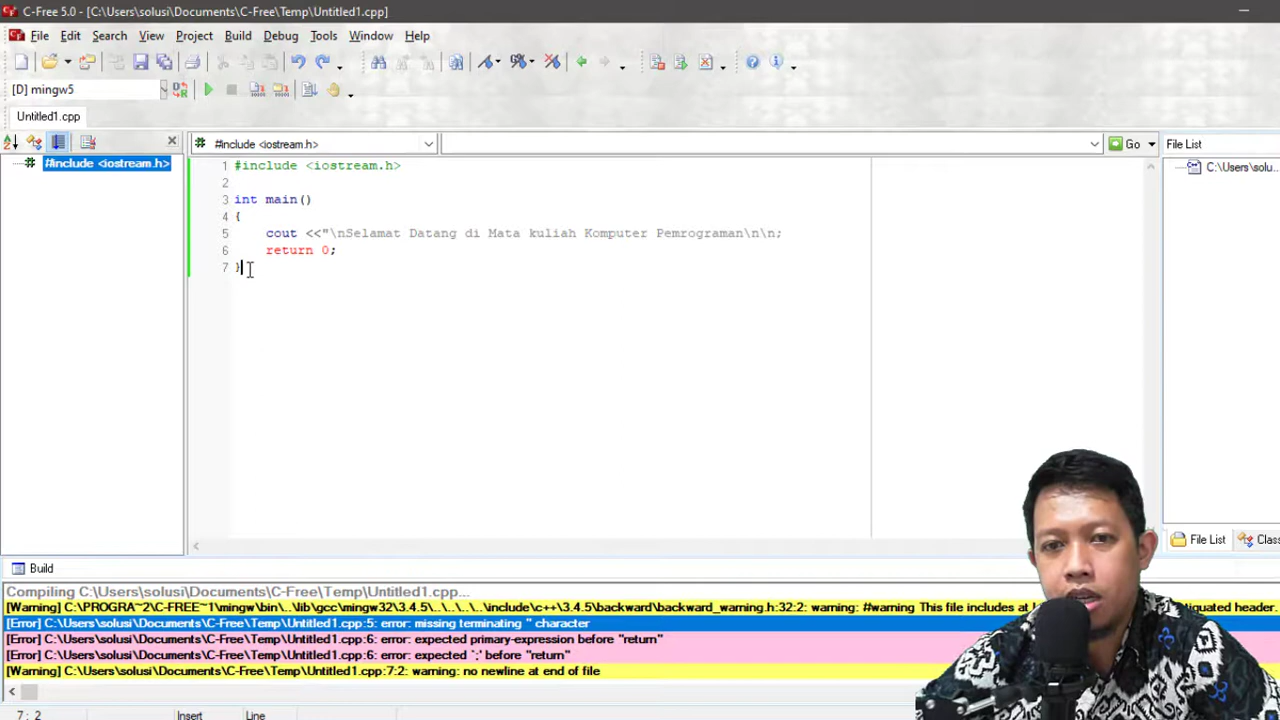 C-Free 5.0 - [C:\Users\solusi\Documents\C-Free\Temp\Untitled1.cpp]
File Edit Search View Project Build Debug Tools Window Help
[D] mingw5
Untitled1.cpp
#include <iostream.h>
Go
File List
#include <iostream.h>
C:\Users\solu...
1 #include <iostream.h>
2
3 int main()
4 {
5 cout <<"\nSelamat Datang di Mata kuliah Komputer Pemrograman\n\n;
6 return 0;
7 }
File List
Class
Build
Compiling C:\Users\solusi\Documents\C-Free\Temp\Untitled1.cpp...
[Warning] C:\PROGRA~2\C-FREE~1\mingw\bin\..\lib\gcc\mingw32\3.4.5\..\..\..\..\include\c++\3.4.5\backward\backward_warning.h:32:2: warning: #warning This file includes at antiquated header.
[Error] C:\Users\solusi\Documents\C-Free\Temp\Untitled1.cpp:5: error: missing terminating " character
[Error] C:\Users\solusi\Documents\C-Free\Temp\Untitled1.cpp:6: error: expected primary-expression before "return"
[Error] C:\Users\solusi\Documents\C-Free\Temp\Untitled1.cpp:6: error: expected `;' before "return"
[Warning] C:\Users\solusi\Documents\C-Free\Temp\Untitled1.cpp:7:2: warning: no newline at end of file
7: 2 Insert Line